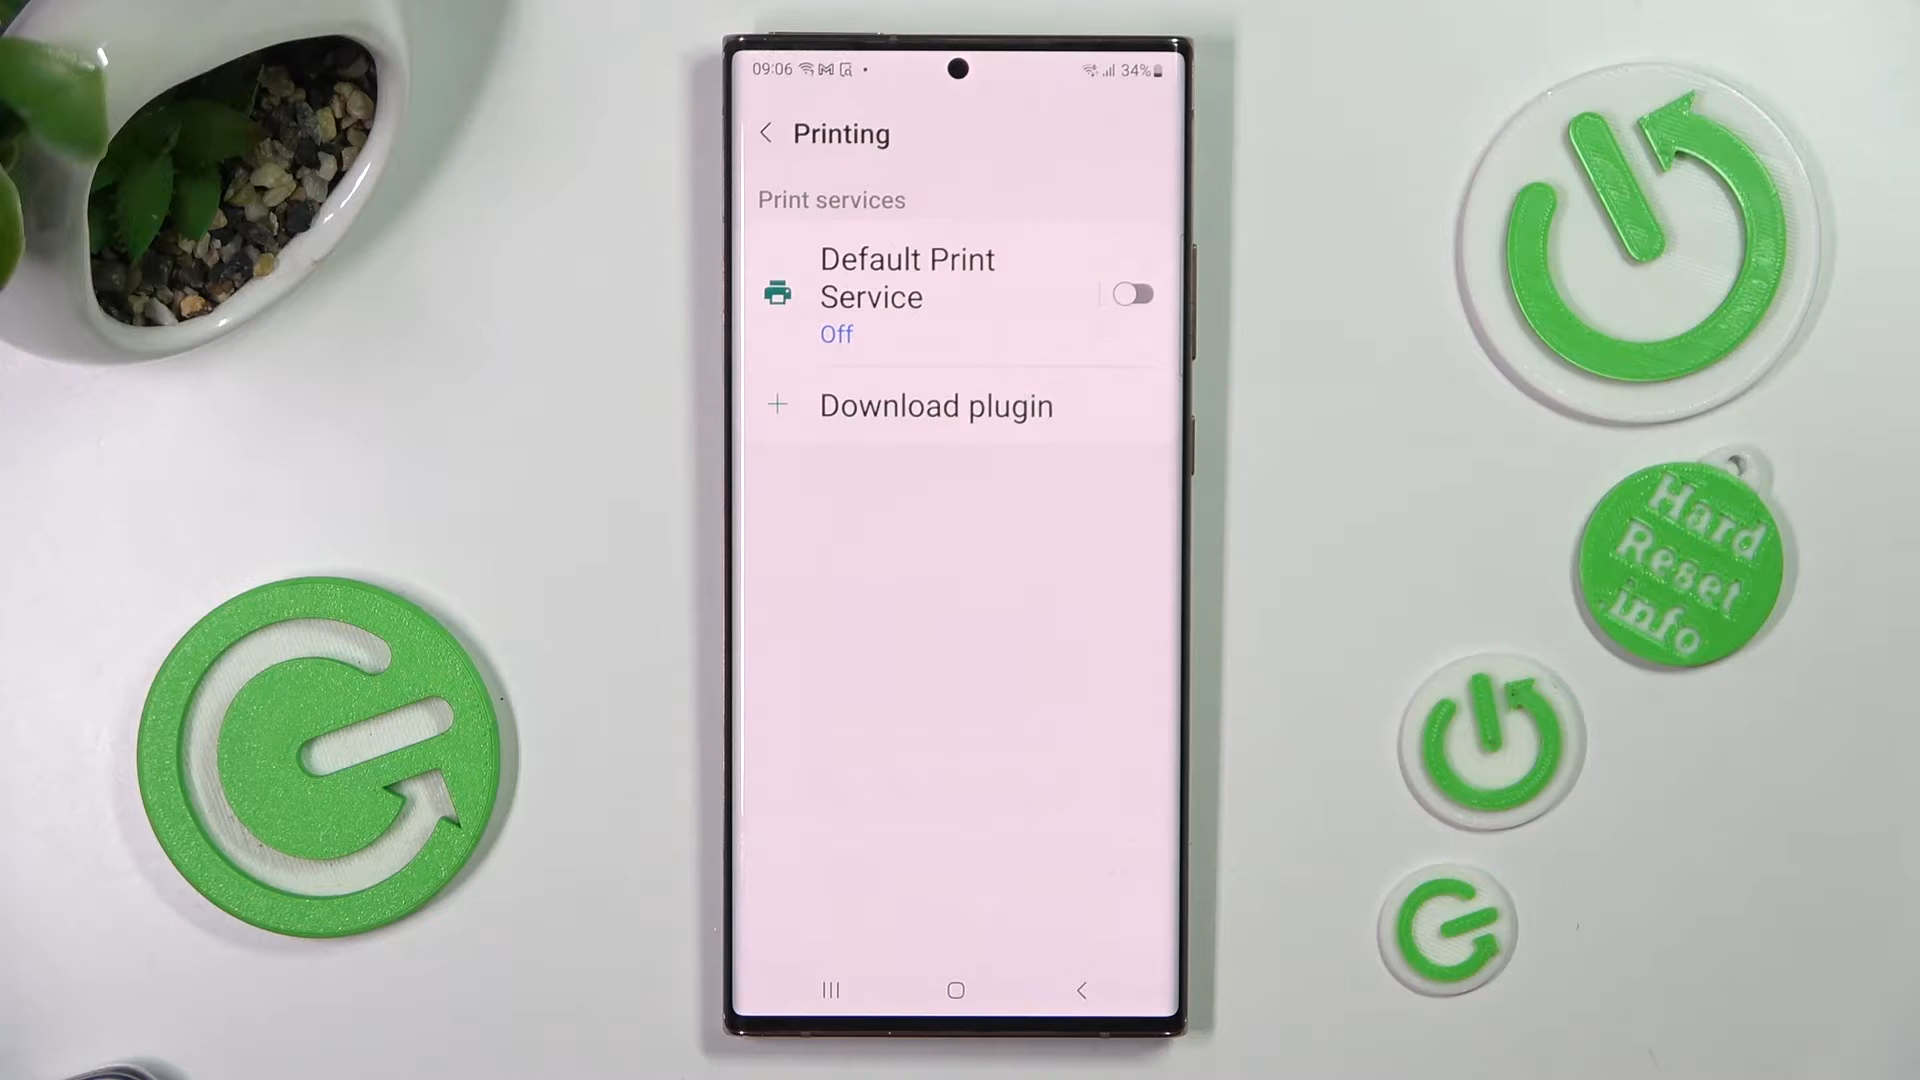 09:06
34%
Printing
Print services
Default Print
Service
Off
Download plugin
Hard
Reset
info